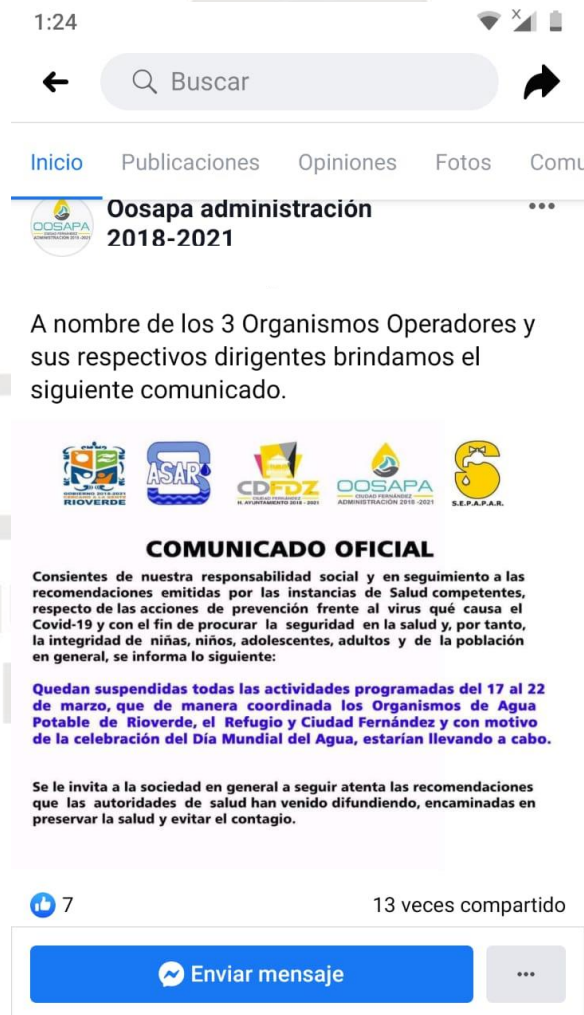 1:24
Buscar
Inicio Publicaciones Opiniones Fotos Comu
Oosapa administración
2018-2021
A nombre de los 3 Organismos Operadores y
sus respectivos dirigentes brindamos el
siguiente comunicado.
GOBIERNO 2018-2021
RIOVERDE
ASAR
CDFDZ
CIUDAD FERNÁNDEZ
H. AYUNTAMIENTO 2018 - 2021
OOSAPA
CIUDAD FERNÁNDEZ
ADMINISTRACIÓN 2018 -2021
S.E.P.A.P.A.R.
COMUNICADO OFICIAL
Consientes de nuestra responsabilidad social y en seguimiento a las
recomendaciones emitidas por las instancias de Salud competentes,
respecto de las acciones de prevención frente al virus qué causa el
Covid-19 y con el fin de procurar la seguridad en la salud y, por tanto,
la integridad de niñas, niños, adolescentes, adultos y de la población
en general, se informa lo siguiente:
Quedan suspendidas todas las actividades programadas del 17 al 22
de marzo, que de manera coordinada los Organismos de Agua
Potable de Rioverde, el Refugio y Ciudad Fernández y con motivo
de la celebración del Día Mundial del Agua, estarían llevando a cabo.
Se le invita a la sociedad en general a seguir atenta las recomendaciones
que las autoridades de salud han venido difundiendo, encaminadas en
preservar la salud y evitar el contagio.
7
13 veces compartido
Enviar mensaje